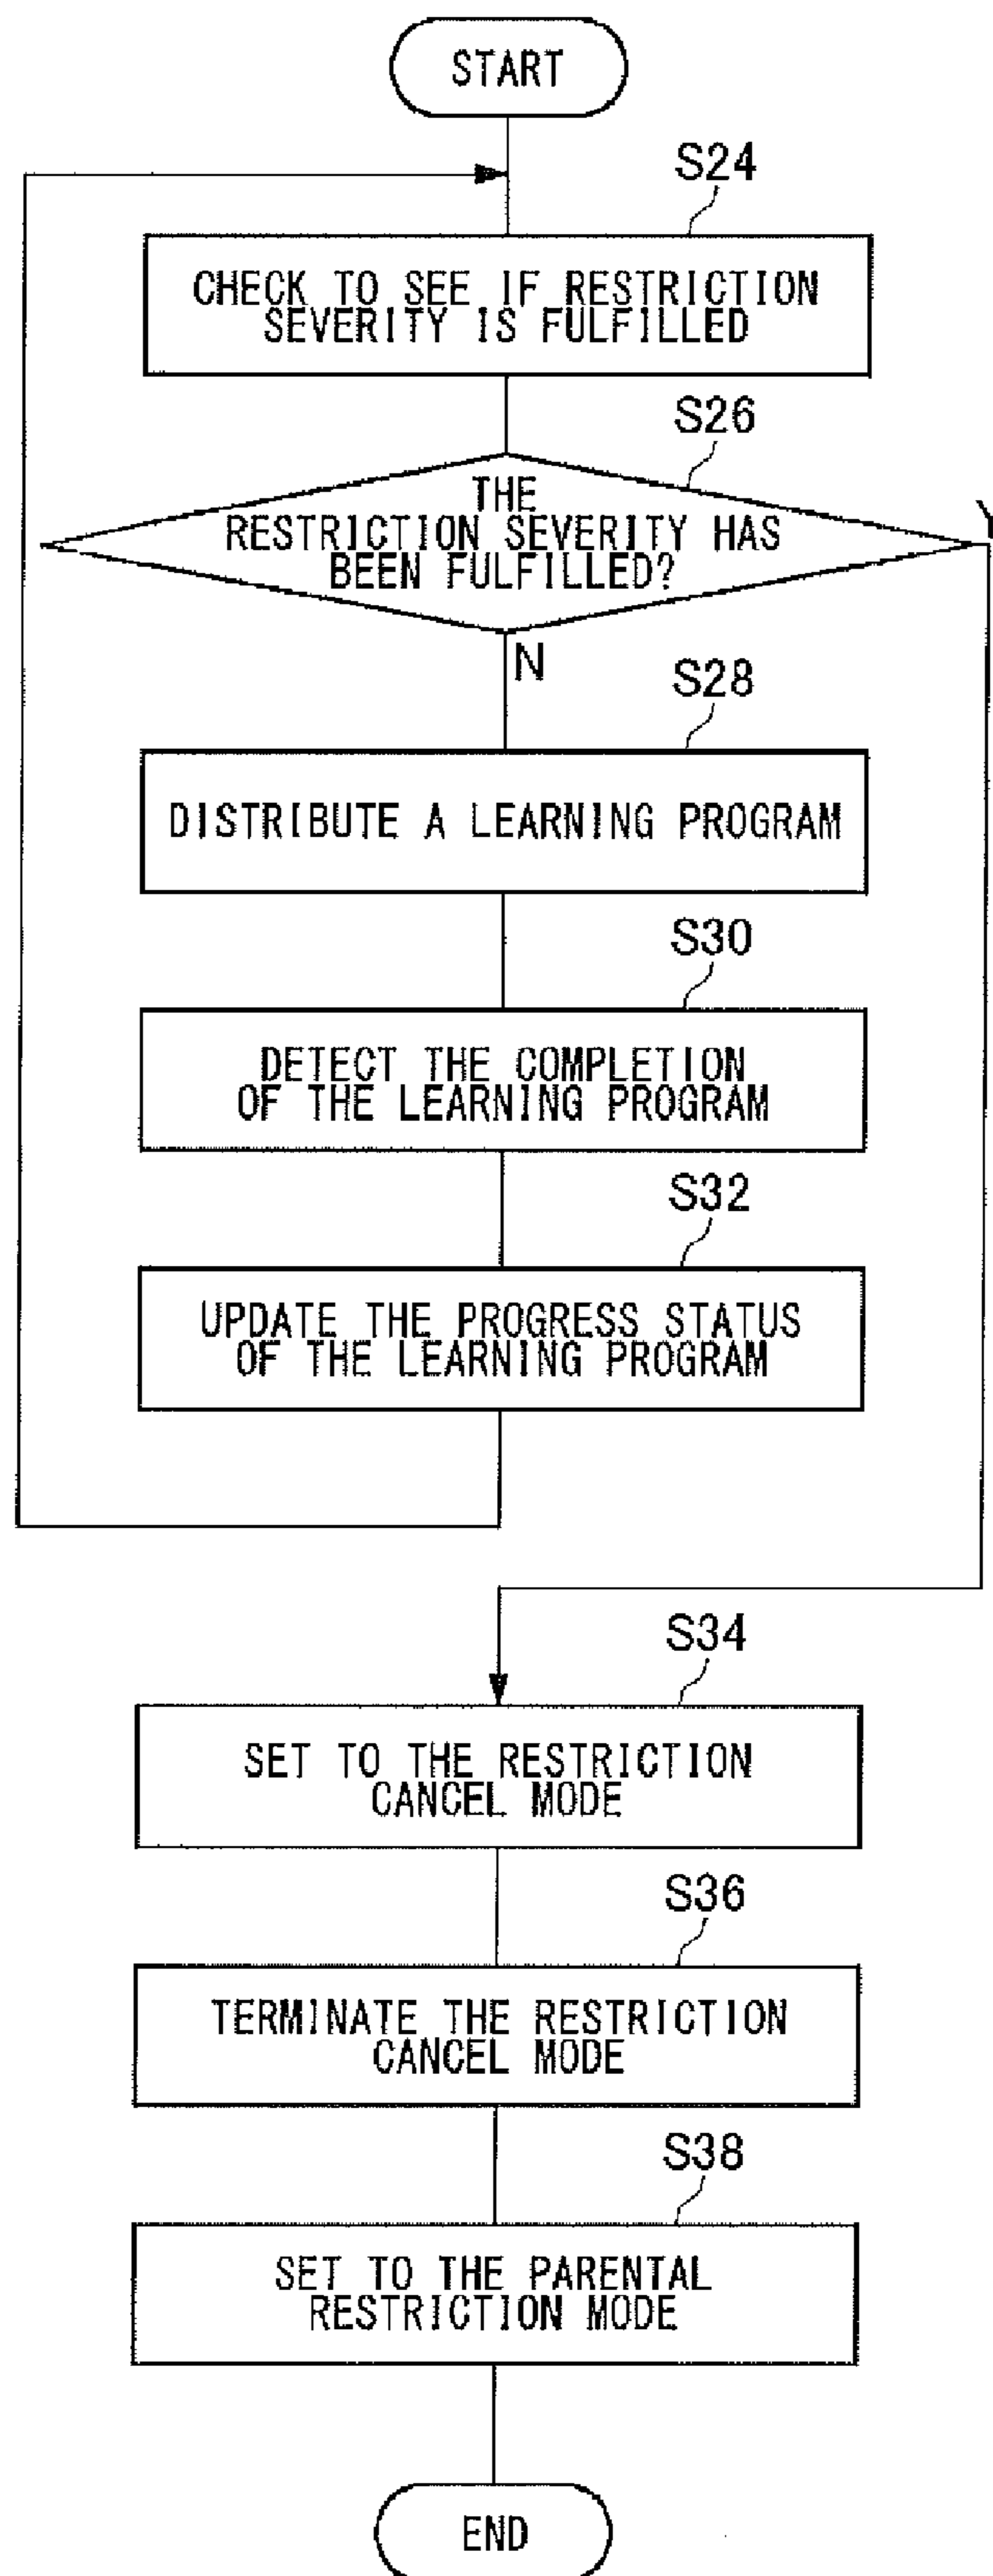 START
S24
CHECK TO SEE IF RESTRICTION
SEVERITY IS FULFILLED
S26
THE
RESTRICTION SEVERITY HAS
BEEN FULFILLED?
Y
N
S28
DISTRIBUTE A LEARNING PROGRAM
S30
DETECT THE COMPLETION
OF THE LEARNING PROGRAM
S32
UPDATE THE PROGRESS STATUS
OF THE LEARNING PROGRAM
S34
SET TO THE RESTRICTION
CANCEL MODE
S36
TERMINATE THE RESTRICTION
CANCEL MODE
S38
SET TO THE PARENTAL
RESTRICTION MODE
END